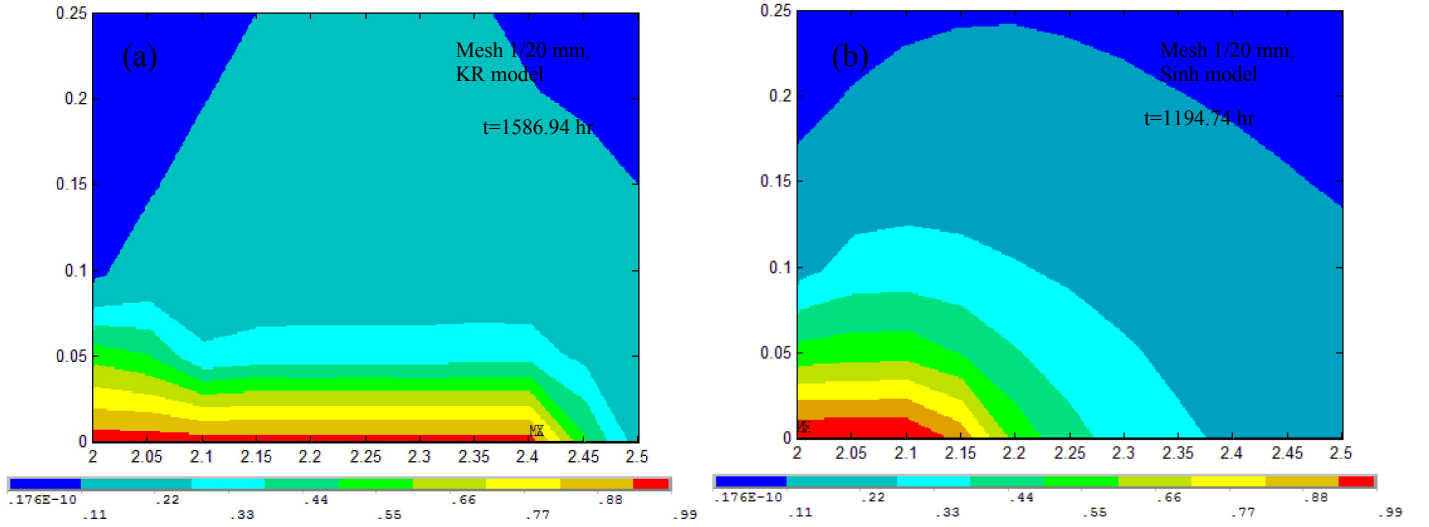 (a)
Mesh 1/20 mm,
KR model
t=1586.94 hr
0.25
0.2
0.15
0.1
0.05
0
2 2.05 2.1 2.15 2.2 2.25 2.3 2.35 2.4 2.45 2.5
MX
.176E-10 .22 .44 .66 .88
.11 .33 .55 .77 .99
(b)
Mesh 1/20 mm,
Sinh model
t=1194.74 hr
0.25
0.2
0.15
0.1
0.05
0
2 2.05 2.1 2.15 2.2 2.25 2.3 2.35 2.4 2.45 2.5
MX
.176E-10 .22 .44 .66 .88
.11 .33 .55 .77 .99